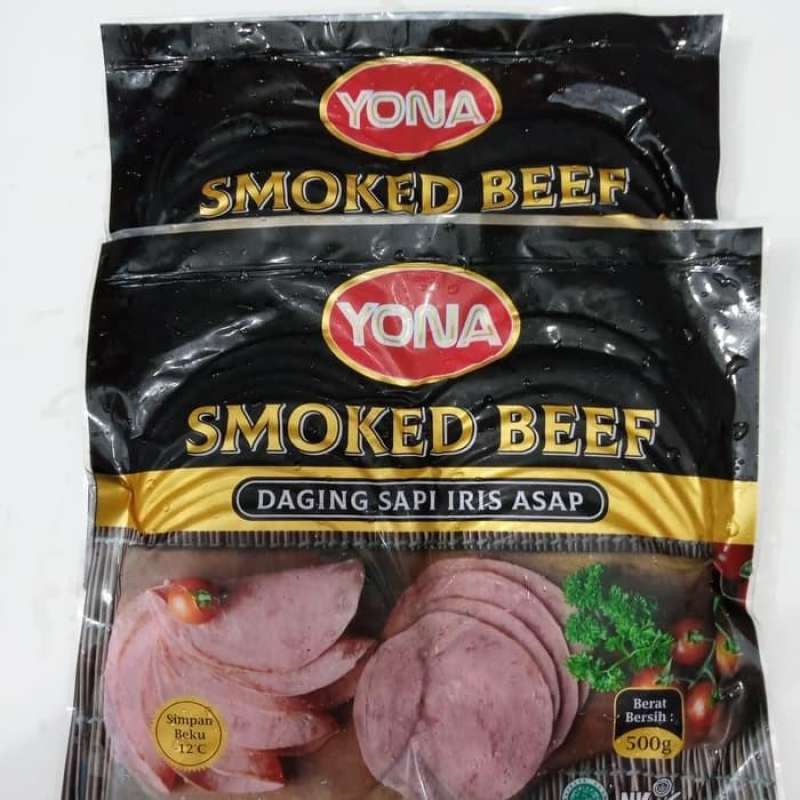 YONA
SMOKED BEEF
YONA
SMOKED BEEF
DAGING SAPI IRIS ASAP
Simpan
Beku
-12°C
Berat
Bersih :
500g